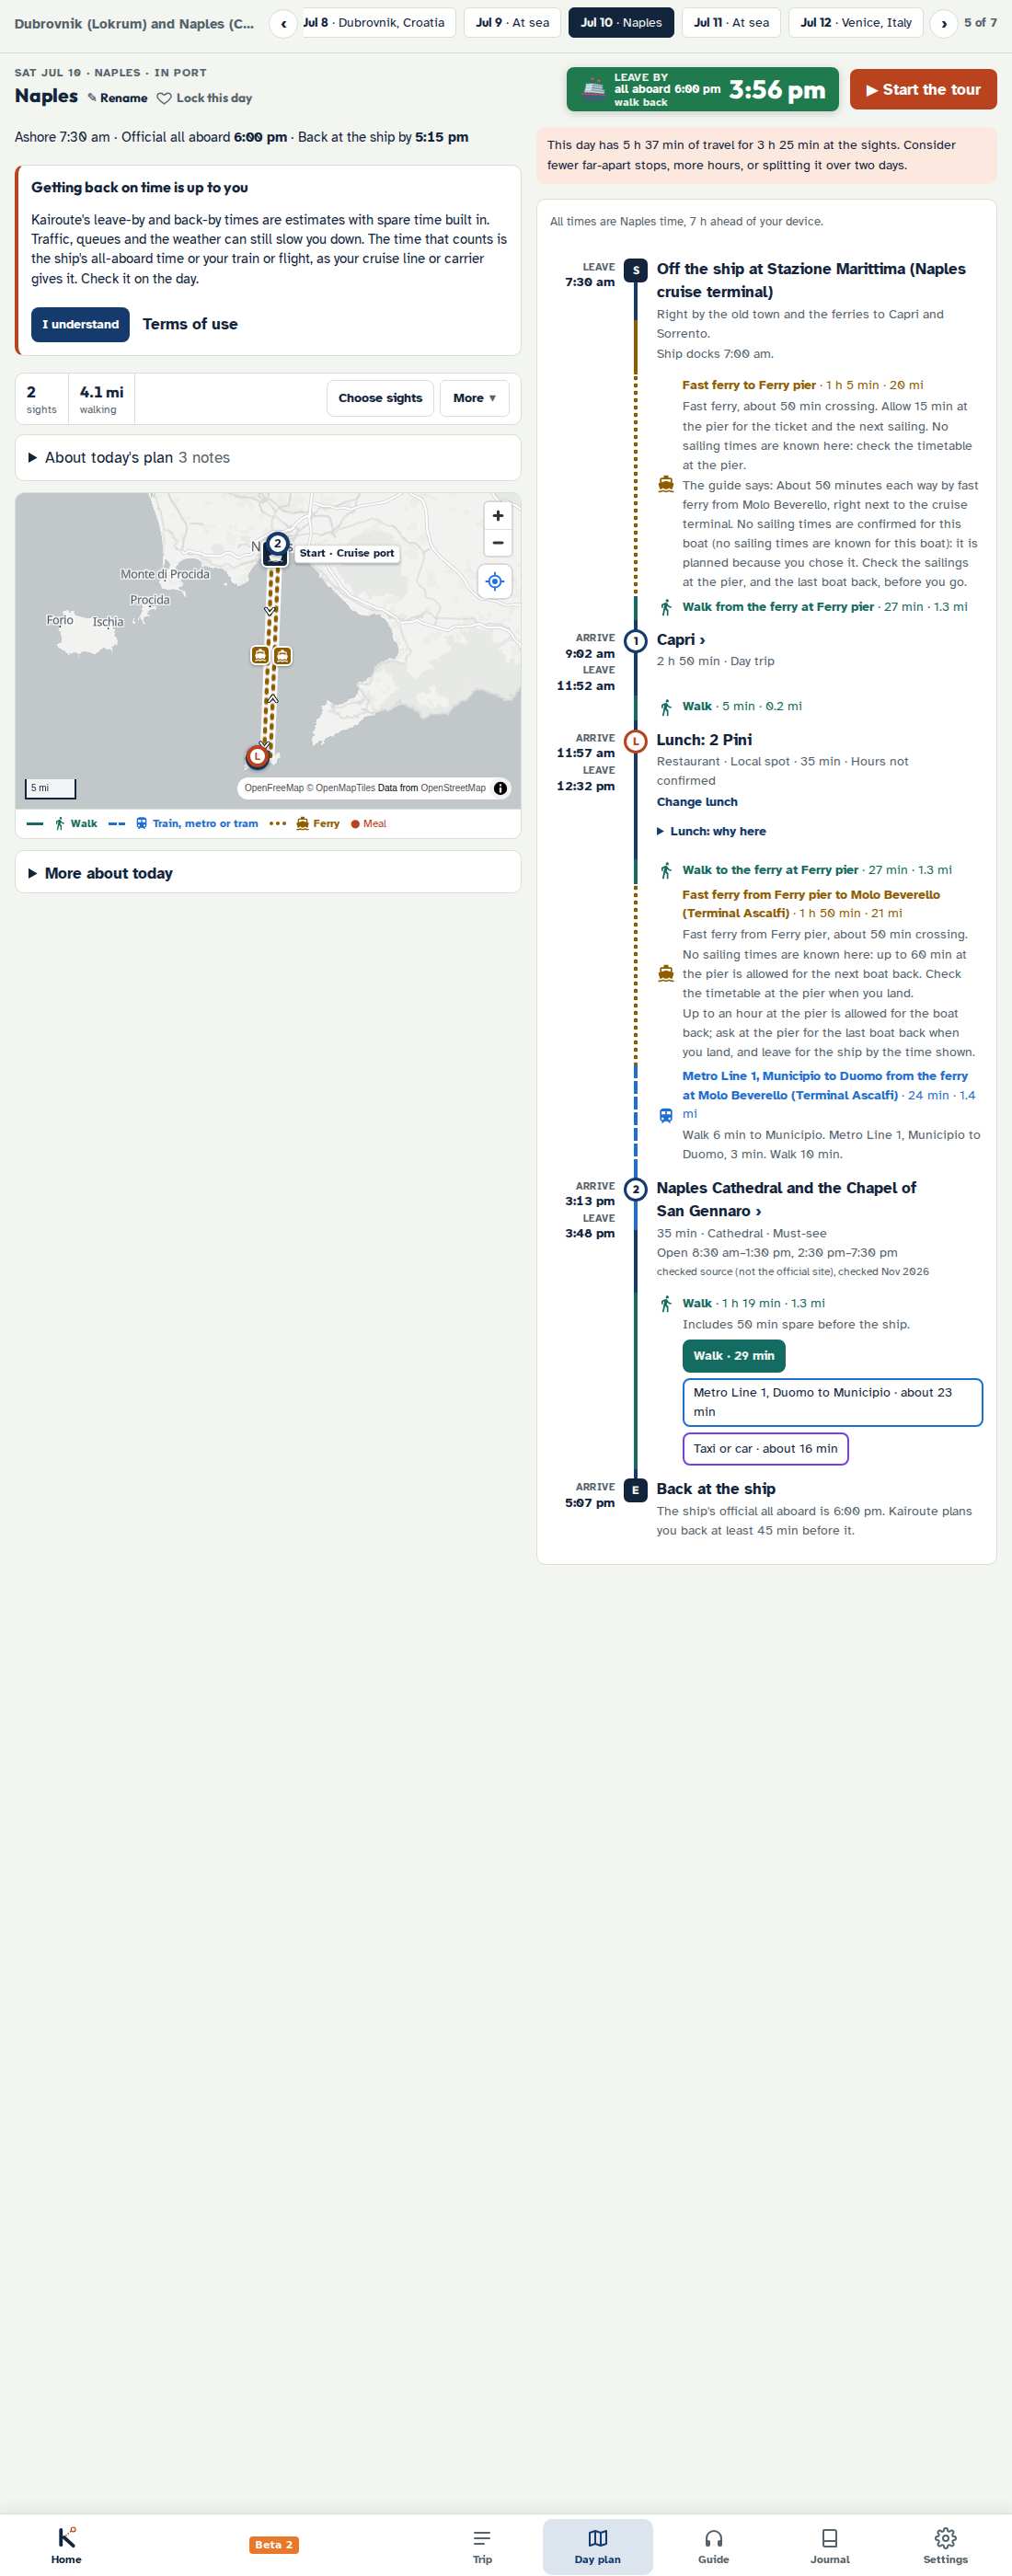 Dubrovnik (Lokrum) and Naples (C...
‹
Jul 8 · Dubrovnik, Croatia
Jul 9 · At sea
Jul 10 · Naples
Jul 11 · At sea
Jul 12 · Venice, Italy
›
5 of 7
SAT JUL 10 · NAPLES · IN PORT
Naples ✎ Rename Lock this day
LEAVE BY
all aboard 6:00 pm
walk back
3:56 pm
▶ Start the tour
Ashore 7:30 am · Official all aboard 6:00 pm · Back at the ship by 5:15 pm
Getting back on time is up to you
Kairoute's leave-by and back-by times are estimates with spare time built in.
Traffic, queues and the weather can still slow you down. The time that counts is
the ship's all-aboard time or your train or flight, as your cruise line or carrier
gives it. Check it on the day.
I understand
Terms of use
2
sights
4.1 mi
walking
Choose sights
More ▼
▶ About today's plan 3 notes
Monte di Procida
Procida
Forio
Ischia
2
Start · Cruise port
L
+
−
5 mi
OpenFreeMap © OpenMapTiles Data from OpenStreetMap
Walk
Train, metro or tram
Ferry
Meal
▶ More about today
This day has 5 h 37 min of travel for 3 h 25 min at the sights. Consider
fewer far-apart stops, more hours, or splitting it over two days.
All times are Naples time, 7 h ahead of your device.
LEAVE
7:30 am
S
Off the ship at Stazione Marittima (Naples
cruise terminal)
Right by the old town and the ferries to Capri and
Sorrento.
Ship docks 7:00 am.
Fast ferry to Ferry pier · 1 h 5 min · 20 mi
Fast ferry, about 50 min crossing. Allow 15 min at
the pier for the ticket and the next sailing. No
sailing times are known here: check the timetable
at the pier.
The guide says: About 50 minutes each way by fast
ferry from Molo Beverello, right next to the cruise
terminal. No sailing times are confirmed for this
boat (no sailing times are known for this boat): it is
planned because you chose it. Check the sailings
at the pier, and the last boat back, before you go.
Walk from the ferry at Ferry pier · 27 min · 1.3 mi
ARRIVE
9:02 am
LEAVE
11:52 am
1
Capri ›
2 h 50 min · Day trip
Walk · 5 min · 0.2 mi
ARRIVE
11:57 am
LEAVE
12:32 pm
L
Lunch: 2 Pini
Restaurant · Local spot · 35 min · Hours not
confirmed
Change lunch
▶ Lunch: why here
Walk to the ferry at Ferry pier · 27 min · 1.3 mi
Fast ferry from Ferry pier to Molo Beverello
(Terminal Ascalfi) · 1 h 50 min · 21 mi
Fast ferry from Ferry pier, about 50 min crossing.
No sailing times are known here: up to 60 min at
the pier is allowed for the next boat back. Check
the timetable at the pier when you land.
Up to an hour at the pier is allowed for the boat
back; ask at the pier for the last boat back when
you land, and leave for the ship by the time shown.
Metro Line 1, Municipio to Duomo from the ferry
at Molo Beverello (Terminal Ascalfi) · 24 min · 1.4
mi
Walk 6 min to Municipio. Metro Line 1, Municipio to
Duomo, 3 min. Walk 10 min.
ARRIVE
3:13 pm
LEAVE
3:48 pm
2
Naples Cathedral and the Chapel of
San Gennaro ›
35 min · Cathedral · Must-see
Open 8:30 am–1:30 pm, 2:30 pm–7:30 pm
checked source (not the official site), checked Nov 2026
Walk · 1 h 19 min · 1.3 mi
Includes 50 min spare before the ship.
Walk · 29 min
Metro Line 1, Duomo to Municipio · about 23
min
Taxi or car · about 16 min
ARRIVE
5:07 pm
E
Back at the ship
The ship's official all aboard is 6:00 pm. Kairoute plans
you back at least 45 min before it.
Home
Beta 2
Trip
Day plan
Guide
Journal
Settings